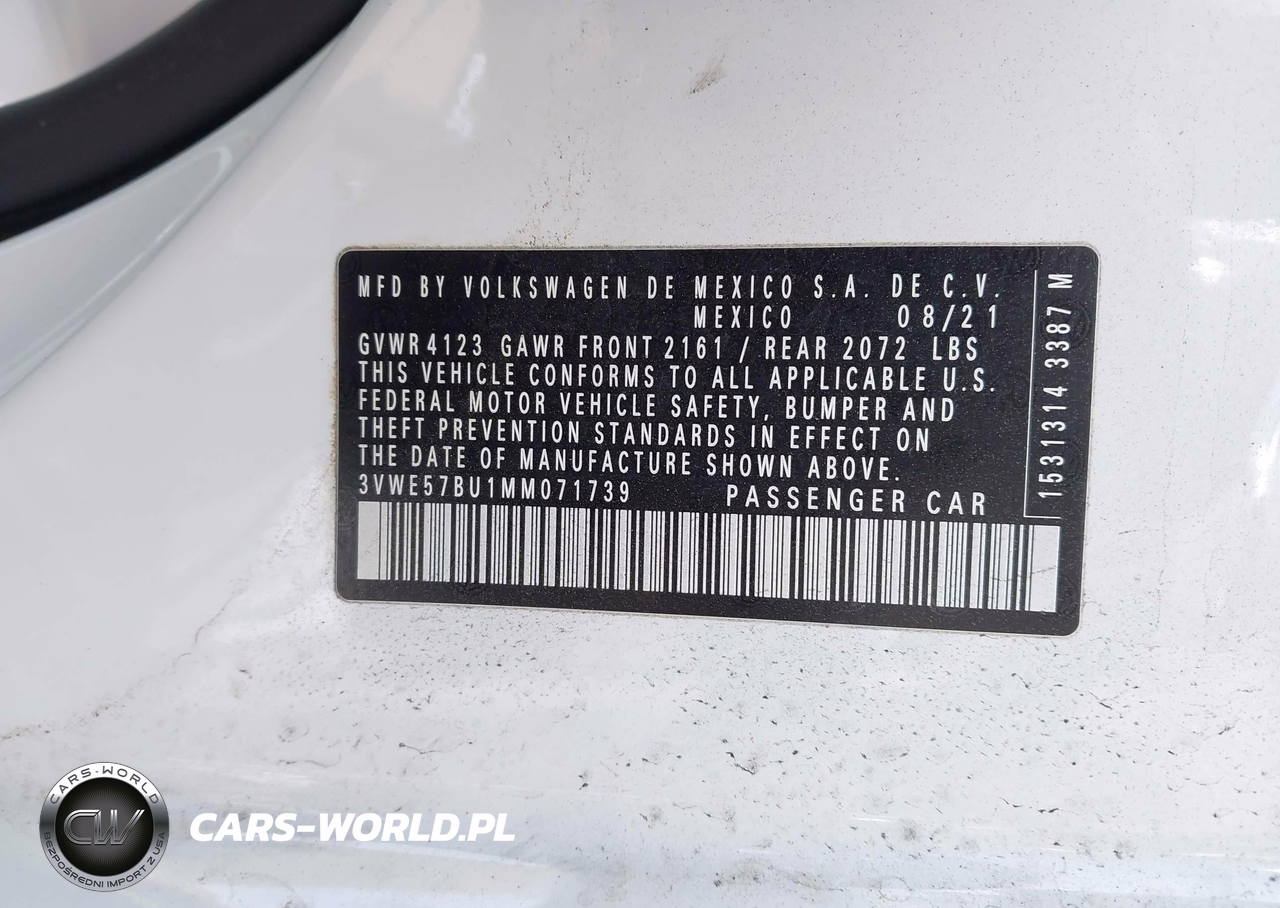 MFD BY VOLKSWAGEN DE MEXICO S.A. DE C.V.
MEXICO 08/21
GVWR 4123 GAWR FRONT 2161 / REAR 2072 LBS
THIS VEHICLE CONFORMS TO ALL APPLICABLE U.S.
FEDERAL MOTOR VEHICLE SAFETY, BUMPER AND
THEFT PREVENTION STANDARDS IN EFFECT ON
THE DATE OF MANUFACTURE SHOWN ABOVE.
3VWE57BU1MM071739 PASSENGER CAR
1531314 3387 M
CARS-WORLD
CW
BEZPOŚREDNI IMPORT Z USA
CARS-WORLD.PL